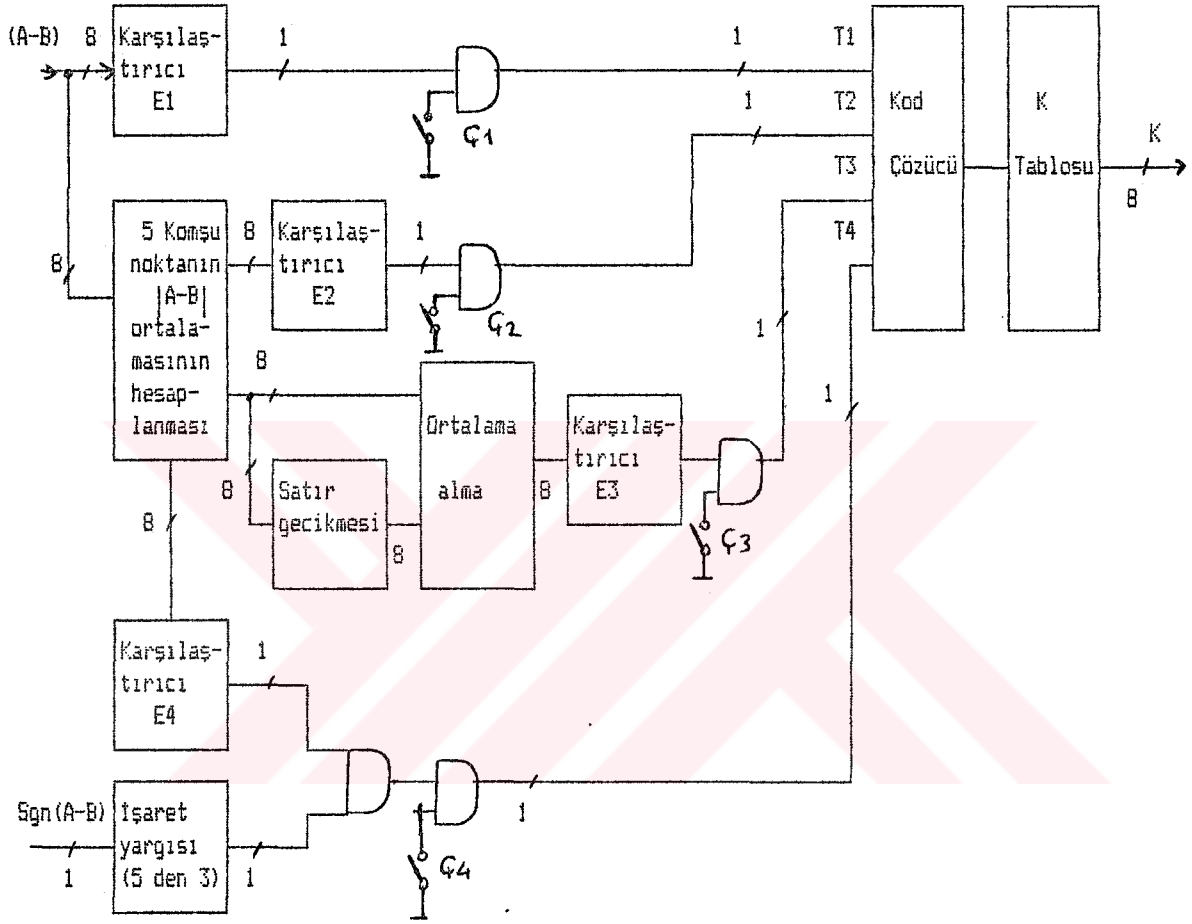 (A-B)
8
Karşılaş-
tırıcı
E1
1
Ç1
1
T1
1
T2
T3
T4
Kod
Çözücü
K
Tablosu
K
8
8
5 Komşu
noktanın
|A-B|
ortala-
masının
hesap-
lanması
8
Karşılaş-
tırıcı
E2
1
Ç2
8
8
Satır
gecikmesi
8
Ortalama
alma
8
Karşılaş-
tırıcı
E3
Ç3
1
1
8
Karşılaş-
tırıcı
E4
1
Sgn(A-B)
1
İşaret
yargısı
(5 den 3)
1
Ç4
1